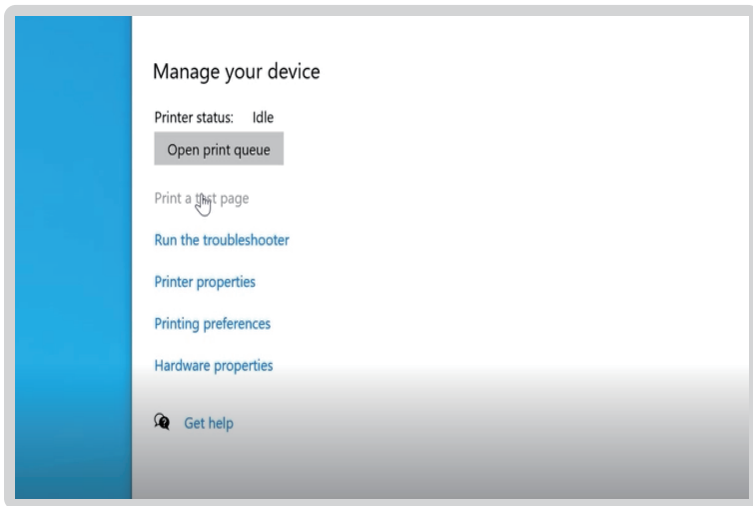 Manage your device
Printer status: Idle
Open print queue
Print a test page
Run the troubleshooter
Printer properties
Printing preferences
Hardware properties
Get help